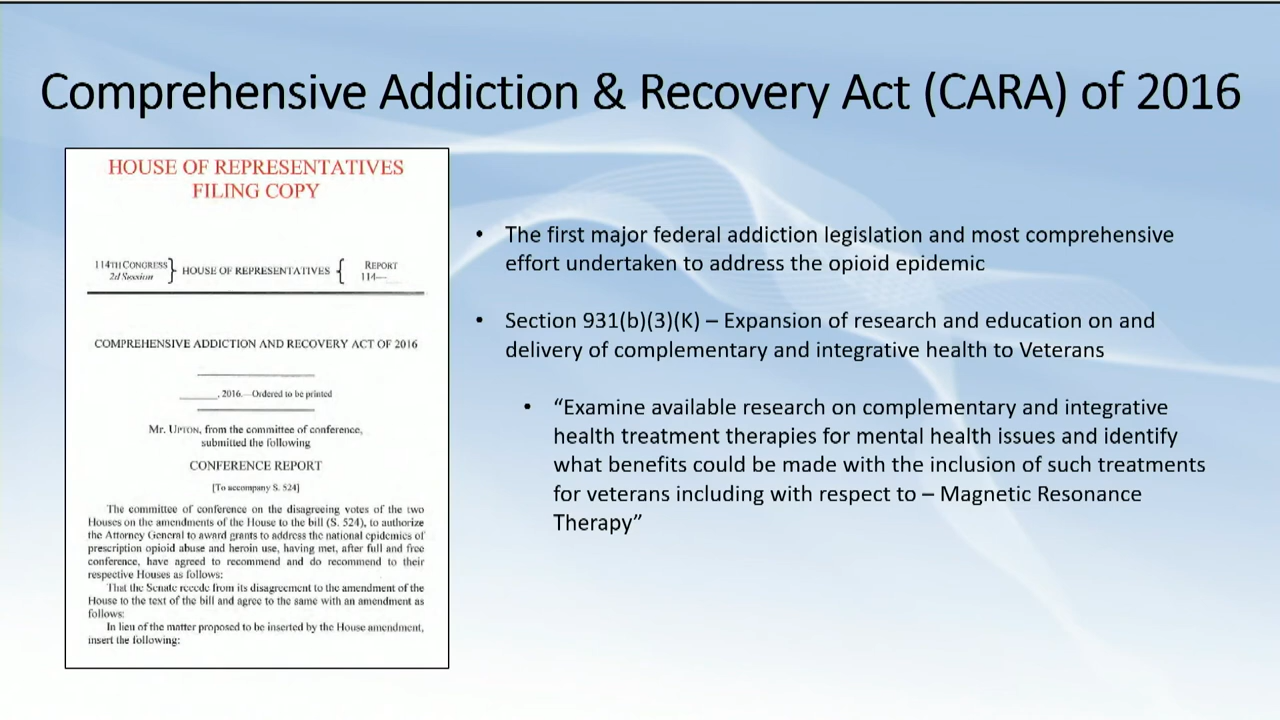 Comprehensive Addiction & Recovery Act (CARA) of 2016
HOUSE OF REPRESENTATIVES
FILING COPY
114TH CONGRESS
2d Session
} HOUSE OF REPRESENTATIVES {
REPORT
114—
COMPREHENSIVE ADDICTION AND RECOVERY ACT OF 2016
______, 2016.—Ordered to be printed
Mr. UPTON, from the committee of conference,
submitted the following
CONFERENCE REPORT
[To accompany S. 524]
The committee of conference on the disagreeing votes of the two
Houses on the amendments of the House to the bill (S. 524), to authorize
the Attorney General to award grants to address the national epidemics of
prescription opioid abuse and heroin use, having met, after full and free
conference, have agreed to recommend and do recommend to their
respective Houses as follows:
That the Senate recede from its disagreement to the amendment of the
House to the text of the bill and agree to the same with an amendment as
follows:
In lieu of the matter proposed to be inserted by the House amendment,
insert the following:
• The first major federal addiction legislation and most comprehensive
effort undertaken to address the opioid epidemic
• Section 931(b)(3)(K) – Expansion of research and education on and
delivery of complementary and integrative health to Veterans
• “Examine available research on complementary and integrative
health treatment therapies for mental health issues and identify
what benefits could be made with the inclusion of such treatments
for veterans including with respect to – Magnetic Resonance
Therapy”